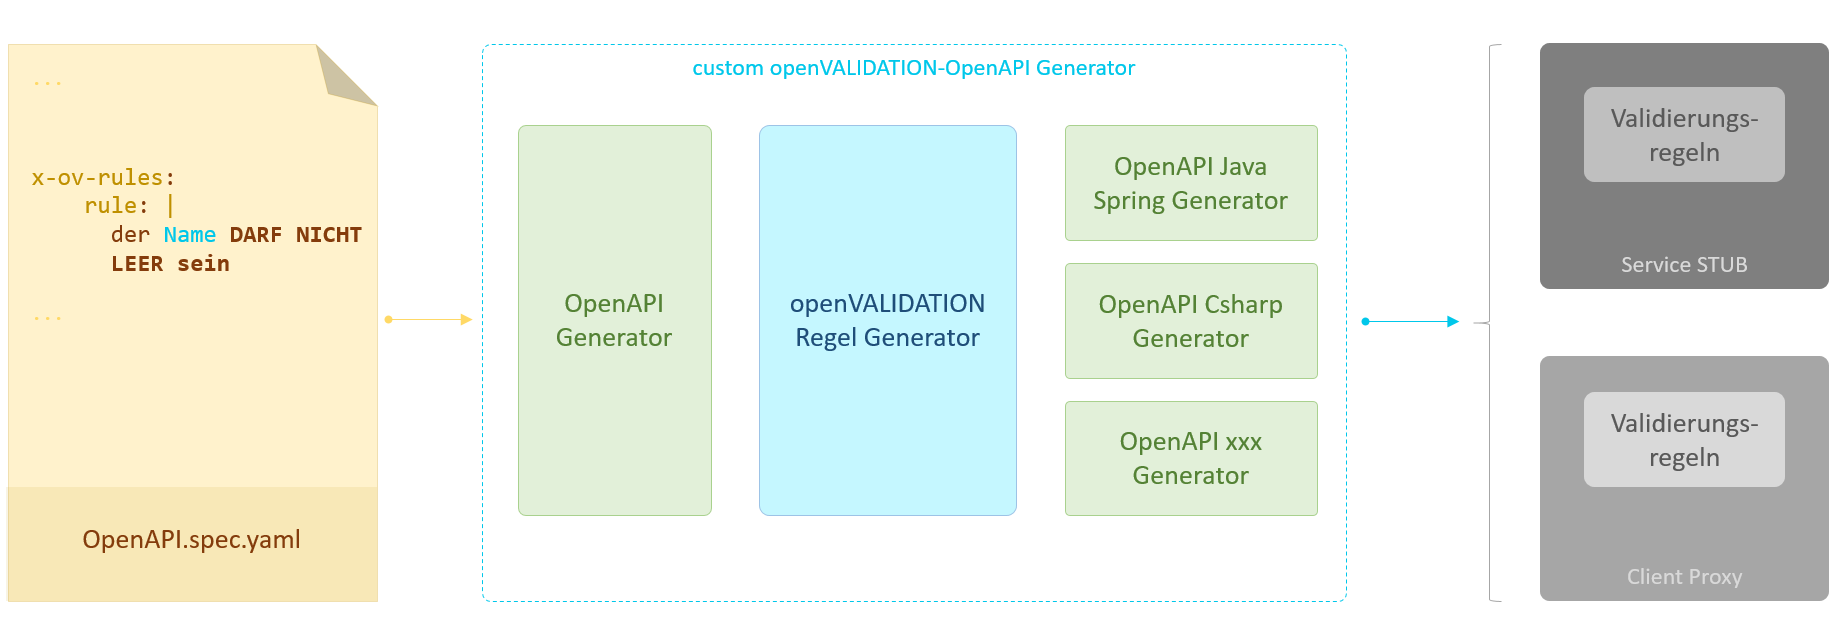 ...
x-ov-rules:
rule: |
der Name DARF NICHT
LEER sein
...
OpenAPI.spec.yaml
custom openVALIDATION-OpenAPI Generator
OpenAPI
Generator
openVALIDATION
Regel Generator
OpenAPI Java
Spring Generator
OpenAPI Csharp
Generator
OpenAPI xxx
Generator
Validierungs-
regeln
Service STUB
Validierungs-
regeln
Client Proxy